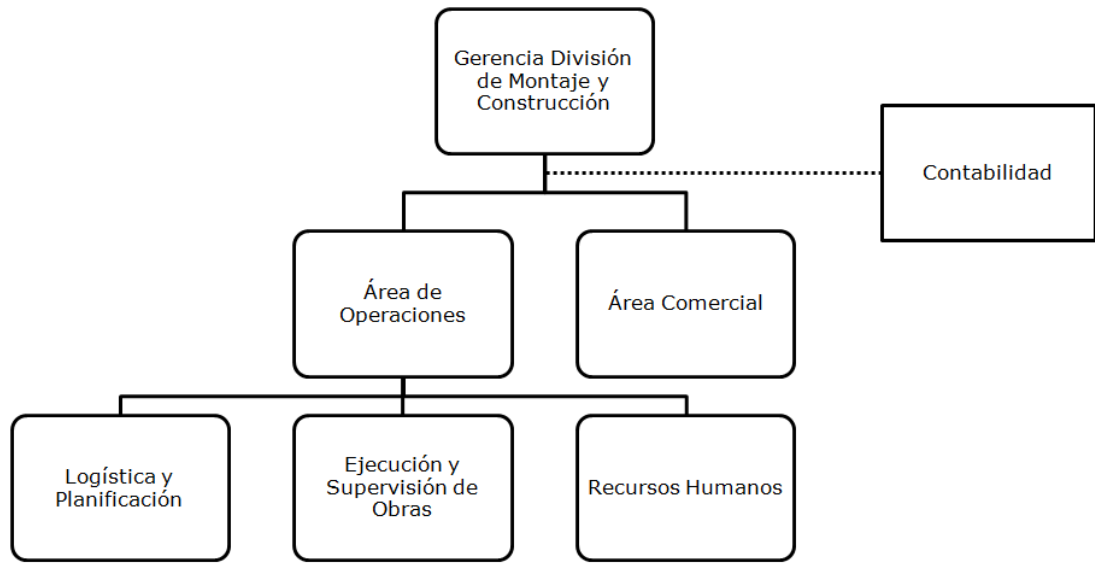 Gerencia División
de Montaje y
Construcción
Contabilidad
Área de
Operaciones
Área Comercial
Logística y
Planificación
Ejecución y
Supervisión de
Obras
Recursos Humanos